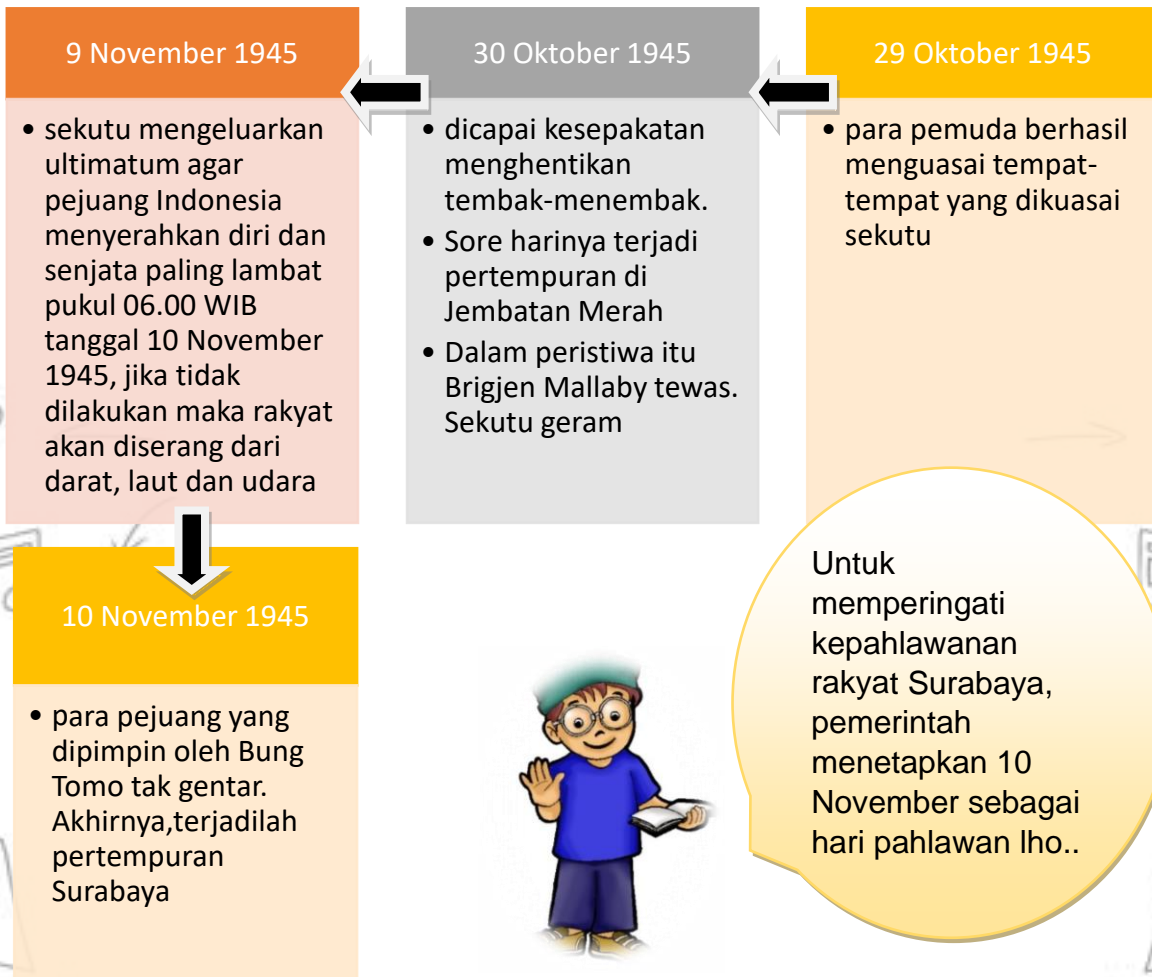 29 Oktober 1945
• para pemuda berhasil
menguasai tempat-
tempat yang dikuasai
sekutu
30 Oktober 1945
• dicapai kesepakatan
menghentikan
tembak-menembak.
• Sore harinya terjadi
pertempuran di
Jembatan Merah
• Dalam peristiwa itu
Brigjen Mallaby tewas.
Sekutu geram
9 November 1945
• sekutu mengeluarkan
ultimatum agar
pejuang Indonesia
menyerahkan diri dan
senjata paling lambat
pukul 06.00 WIB
tanggal 10 November
1945, jika tidak
dilakukan maka rakyat
akan diserang dari
darat, laut dan udara
10 November 1945
• para pejuang yang
dipimpin oleh Bung
Tomo tak gentar.
Akhirnya,terjadilah
pertempuran
Surabaya
Untuk
memperingati
kepahlawanan
rakyat Surabaya,
pemerintah
menetapkan 10
November sebagai
hari pahlawan lho..